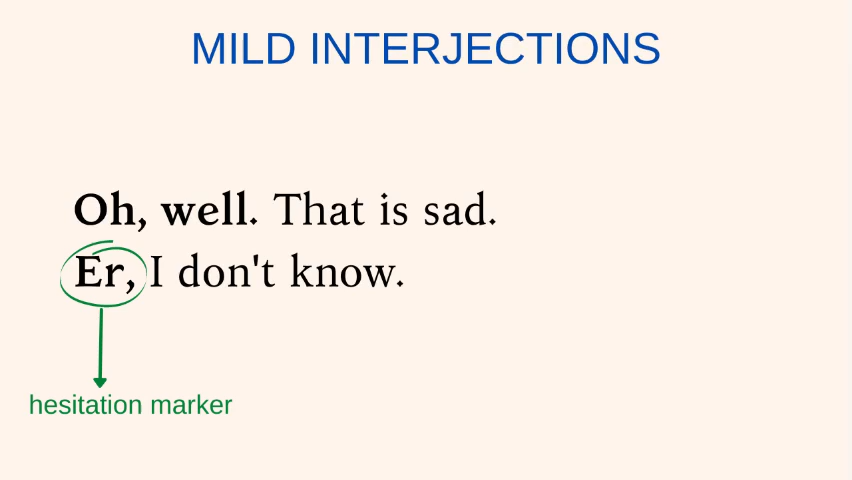 MILD INTERJECTIONS
Oh, well. That is sad.
Er, I don't know.
hesitation marker